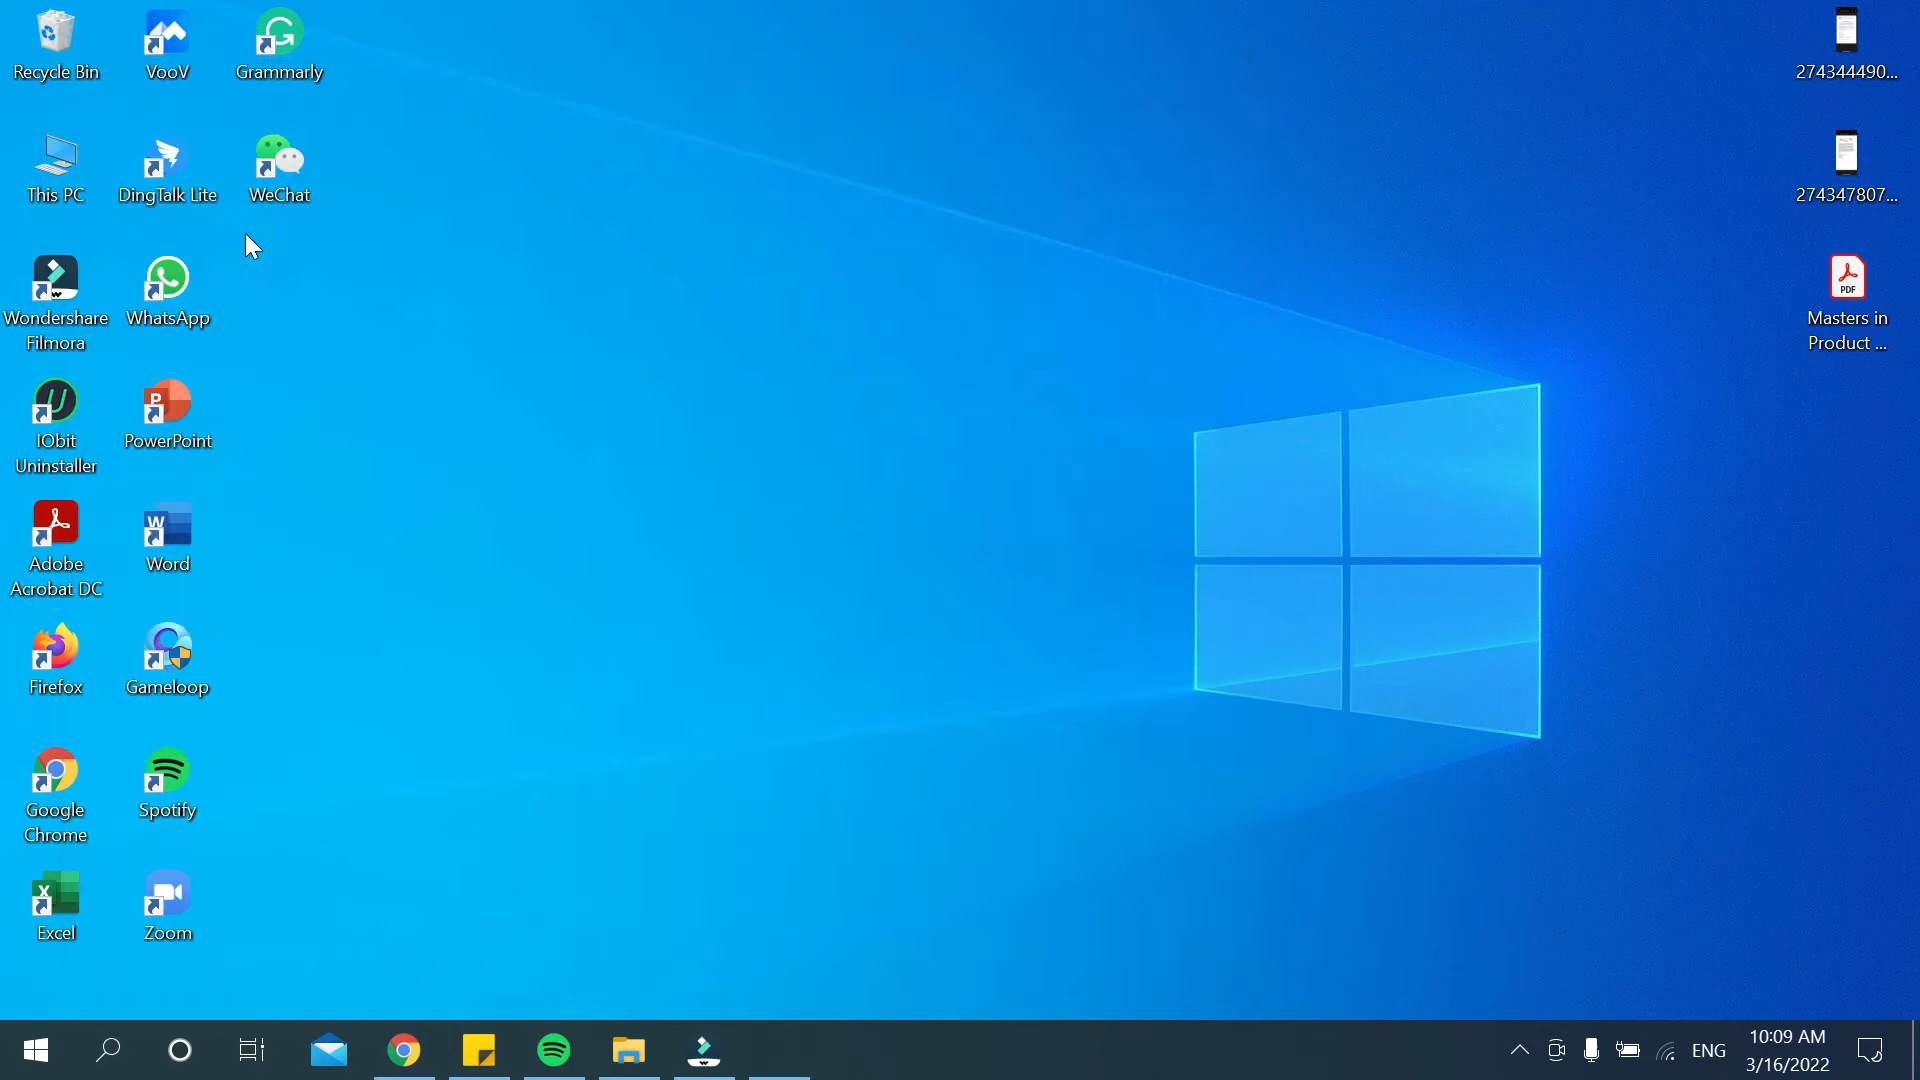 Recycle Bin
VooV
Grammarly
274344490...
This PC
DingTalk Lite
WeChat
274347807...
Wondershare
Filmora
WhatsApp
PDF
Masters in
Product ...
IObit
Uninstaller
P
PowerPoint
Adobe
Acrobat DC
W
Word
Firefox
Gameloop
Google
Chrome
Spotify
X
Excel
Zoom
ENG
10:09 AM
3/16/2022